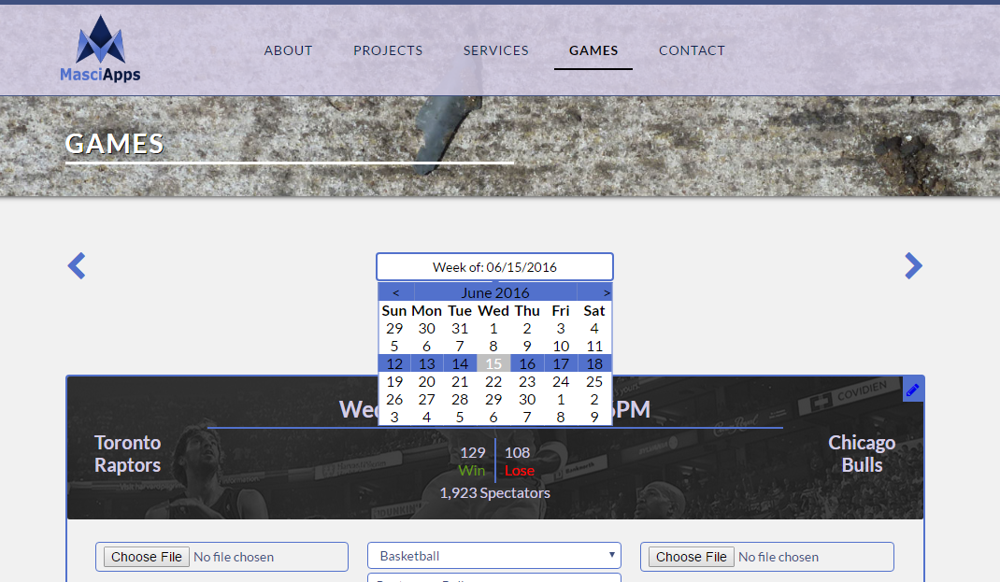 MasciApps
ABOUT PROJECTS SERVICES GAMES CONTACT
GAMES
Week of: 06/15/2016
< June 2016 >
Sun Mon Tue Wed Thu Fri Sat
29 30 31 1 2 3 4
5 6 7 8 9 10 11
12 13 14 15 16 17 18
19 20 21 22 23 24 25
26 27 28 29 30 1 2
3 4 5 6 7 8 9
COVIDIEN
PM
Toronto
Raptors
129 108
Win Lose
Chicago
Bulls
1,923 Spectators
Choose File No file chosen
Basketball
Choose File No file chosen